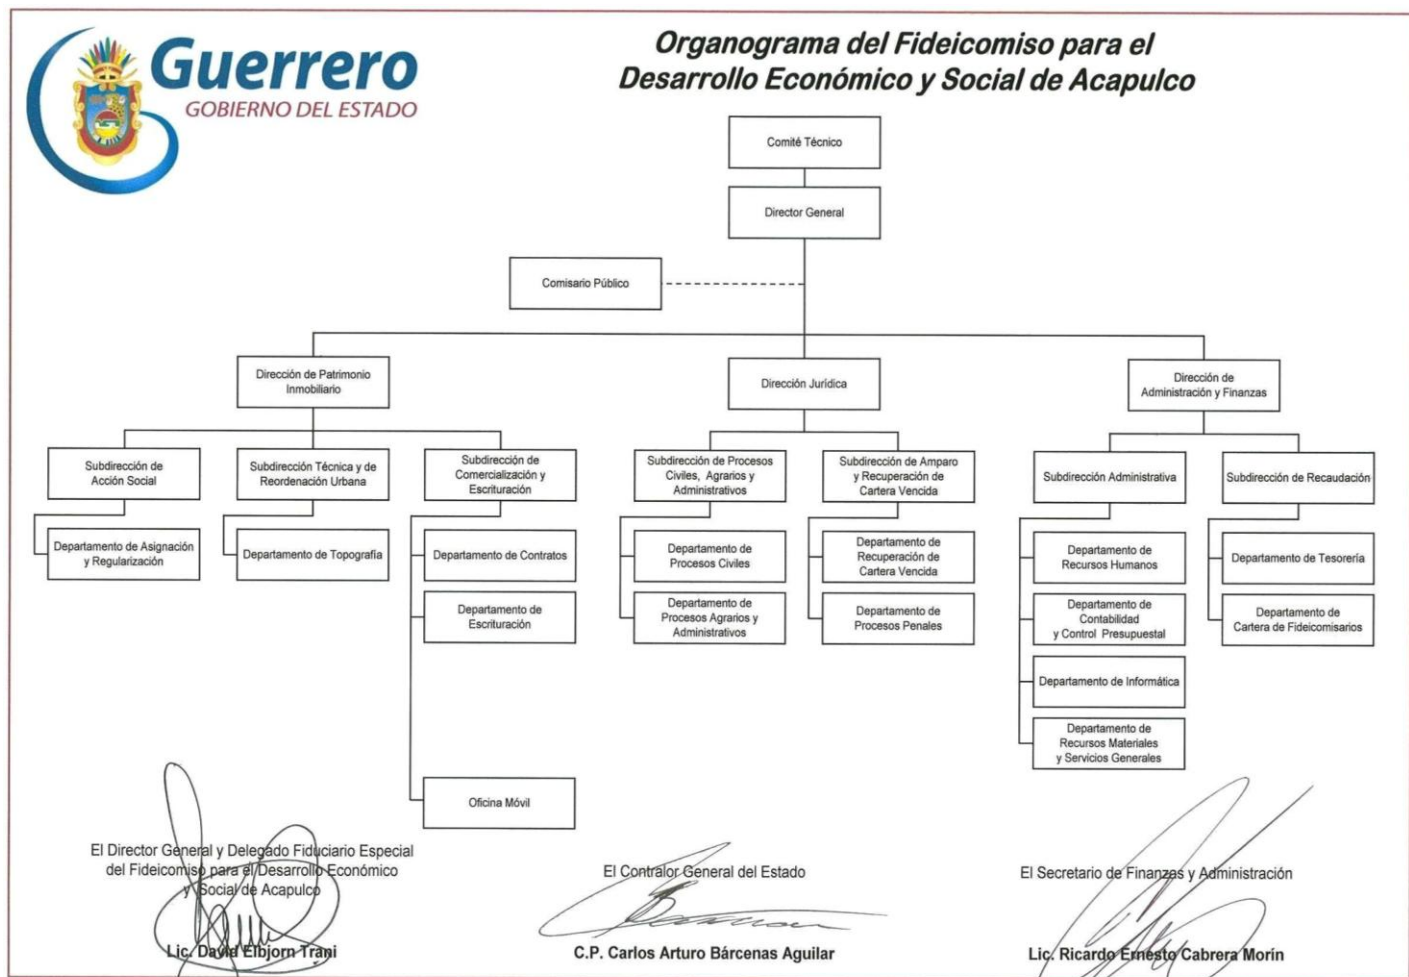 Guerrero
GOBIERNO DEL ESTADO
Organograma del Fideicomiso para el
Desarrollo Económico y Social de Acapulco
Comité Técnico
Director General
Comisario Público
Dirección de Patrimonio
Inmobiliario
Dirección Jurídica
Dirección de
Administración y Finanzas
Subdirección de
Acción Social
Subdirección Técnica y de
Reordenación Urbana
Subdirección de
Comercialización y
Escrituración
Subdirección de Procesos
Civiles, Agrarios y
Administrativos
Subdirección de Amparo
y Recuperación de
Cartera Vencida
Subdirección Administrativa
Subdirección de Recaudación
Departamento de Asignación
y Regularización
Departamento de Topografía
Departamento de Contratos
Departamento de
Procesos Civiles
Departamento de
Recuperación de
Cartera Vencida
Departamento de
Recursos Humanos
Departamento de Tesorería
Departamento de
Escrituración
Departamento de
Procesos Agrarios y
Administrativos
Departamento de
Procesos Penales
Departamento de
Contabilidad
y Control Presupuestal
Departamento de
Cartera de Fideicomisarios
Departamento de Informática
Departamento de
Recursos Materiales
y Servicios Generales
Oficina Móvil
El Director General y Delegado Fiduciario Especial
del Fideicomiso para el Desarrollo Económico
y Social de Acapulco
Lic. David Elbjorn Trani
El Contralor General del Estado
C.P. Carlos Arturo Bárcenas Aguilar
El Secretario de Finanzas y Administración
Lic. Ricardo Ernesto Cabrera Morín